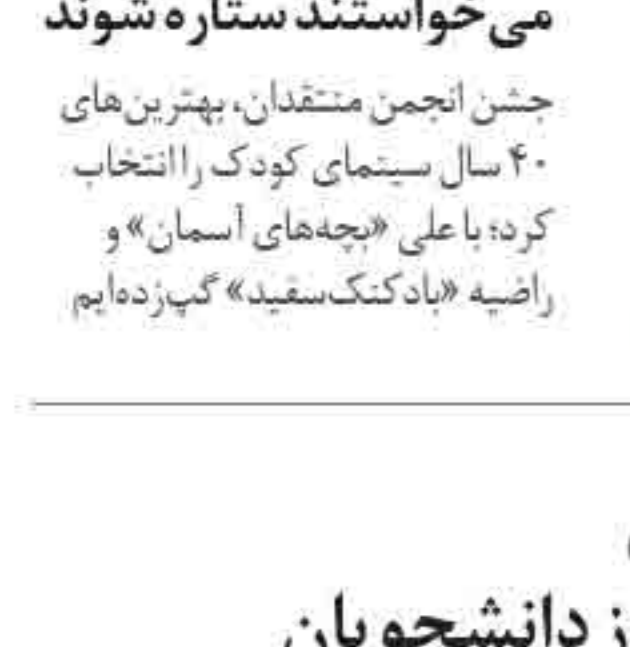 می‌خواستند ستاره شوند
جشن انجمن منتقدان، بهترین‌های
۴۰ سال سینمای کودک را انتخاب
کرد؛ با علی «بچه‌های آسمان» و
راضیه «بادکنک سفید» گپ زده‌ایم
ز دانشجویان